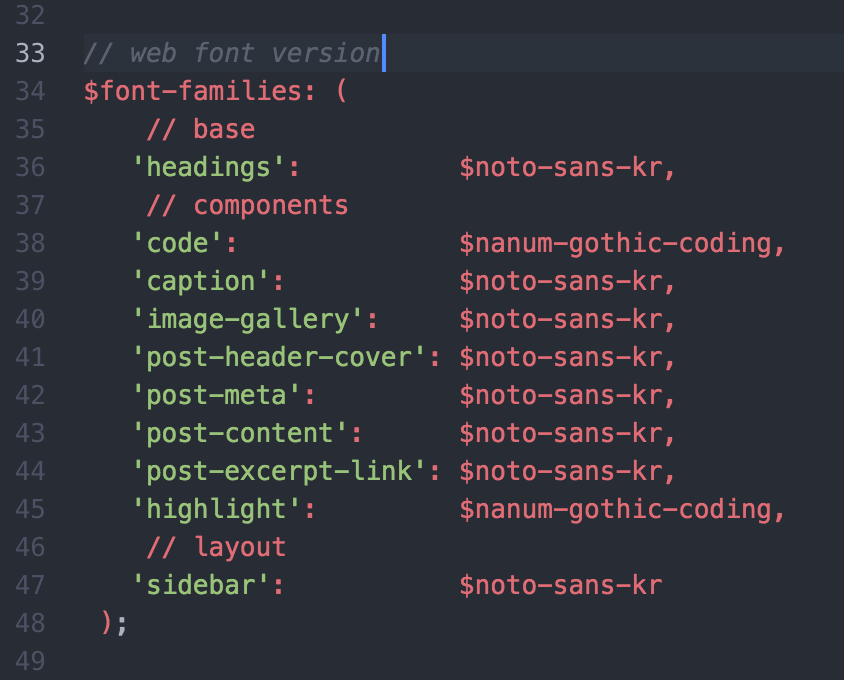 32
33 // web font version
34 $font-families: (
35 // base
36 'headings': $noto-sans-kr,
37 // components
38 'code': $nanum-gothic-coding,
39 'caption': $noto-sans-kr,
40 'image-gallery': $noto-sans-kr,
41 'post-header-cover': $noto-sans-kr,
42 'post-meta': $noto-sans-kr,
43 'post-content': $noto-sans-kr,
44 'post-excerpt-link': $noto-sans-kr,
45 'highlight': $nanum-gothic-coding,
46 // layout
47 'sidebar': $noto-sans-kr
48 );
49